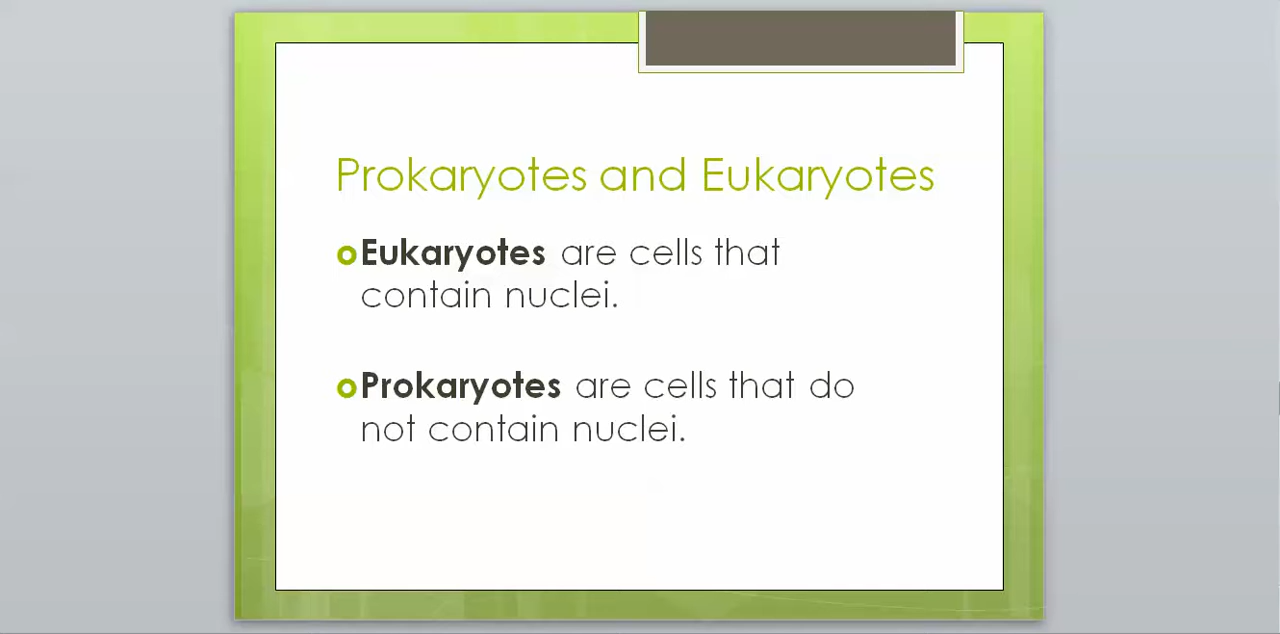 Prokaryotes and Eukaryotes
Eukaryotes are cells that
contain nuclei.
Prokaryotes are cells that do
not contain nuclei.